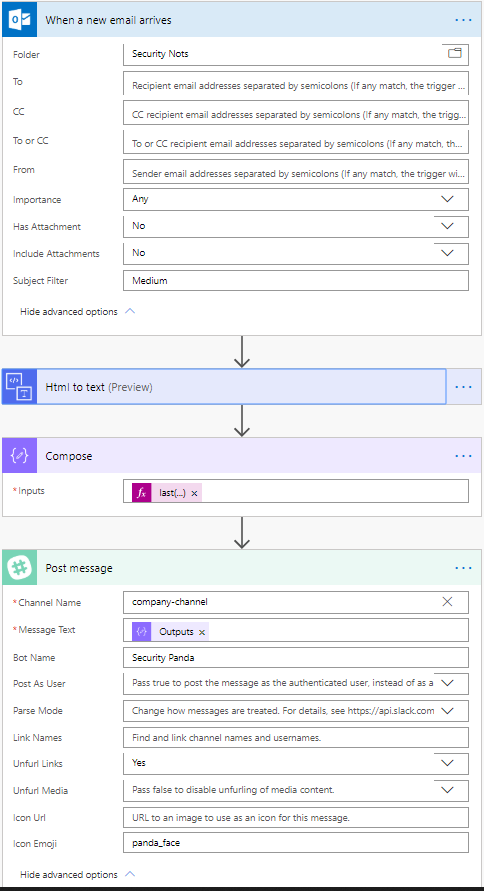 When a new email arrives ...
Folder Security Nots
To Recipient email addresses separated by semicolons (If any match, the trigger ...
CC CC recipient email addresses separated by semicolons (If any match, the trigg...
To or CC To or CC recipient email addresses separated by semicolons (If any match, th...
From Sender email addresses separated by semicolons (If any match, the trigger wi...
Importance Any
Has Attachment No
Include Attachments No
Subject Filter Medium
Hide advanced options
Html to text (Preview) ...
Compose ...
* Inputs fx last(...) x
Post message ...
* Channel Name company-channel
* Message Text Outputs x
Bot Name Security Panda
Post As User Pass true to post the message as the authenticated user, instead of as a
Parse Mode Change how messages are treated. For details, see https://api.slack.com
Link Names Find and link channel names and usernames.
Unfurl Links Yes
Unfurl Media Pass false to disable unfurling of media content.
Icon Url URL to an image to use as an icon for this message.
Icon Emoji panda_face
Hide advanced options